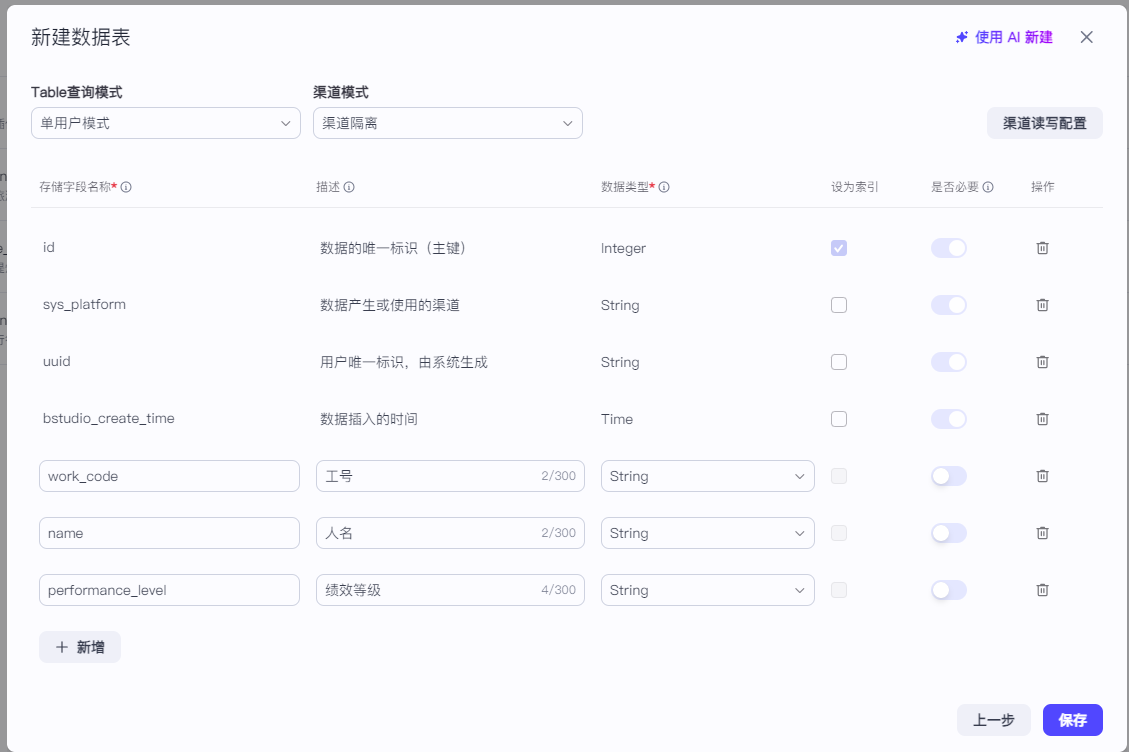 新建数据表
使用 AI 新建
Table查询模式 渠道模式
单用户模式 渠道隔离 渠道读写配置
存储字段名称* 描述 数据类型* 设为索引 是否必要 操作
id 数据的唯一标识（主键） Integer
sys_platform 数据产生或使用的渠道 String
uuid 用户唯一标识，由系统生成 String
bstudio_create_time 数据插入的时间 Time
work_code 工号 2/300 String
name 人名 2/300 String
performance_level 绩效等级 4/300 String
新增
上一步 保存